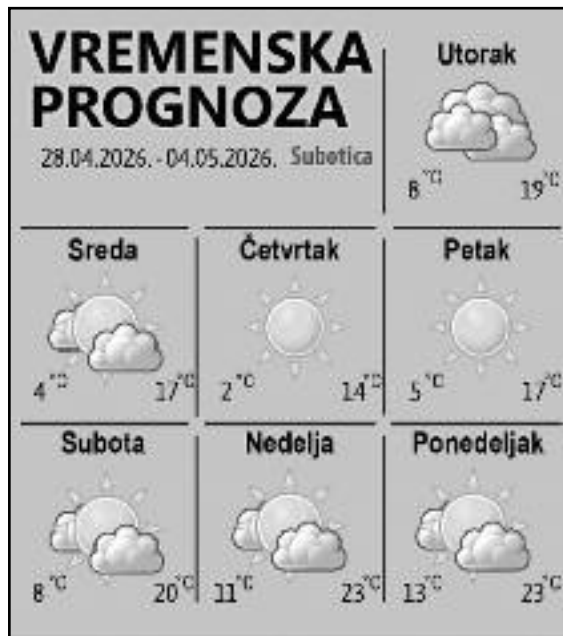 VREMENSKA
PROGNOZA
28.04.2026. - 04.05.2026. Subotica
Utorak
8 °C 19 °C
Sreda
4 °C 17 °C
Četvrtak
2 °C 14 °C
Petak
5 °C 17 °C
Subota
8 °C 20 °C
Nedelja
11 °C 23 °C
Ponedeljak
13 °C 23 °C